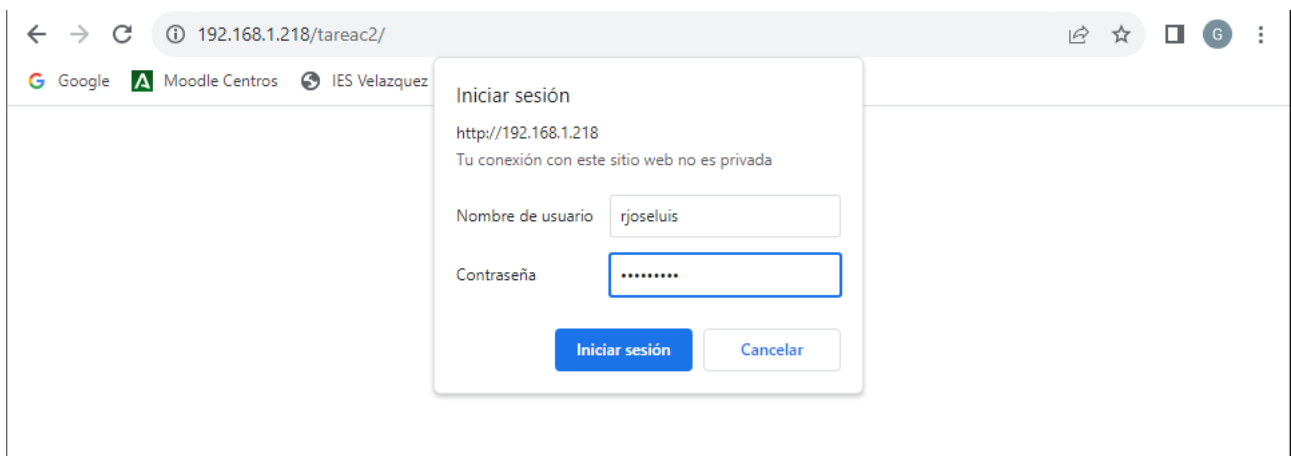 192.168.1.218/tareac2/
G
Google Moodle Centros IES Velazquez
Iniciar sesión
http://192.168.1.218
Tu conexión con este sitio web no es privada
Nombre de usuario rjoseluis
Contraseña •••••••••
Iniciar sesión Cancelar